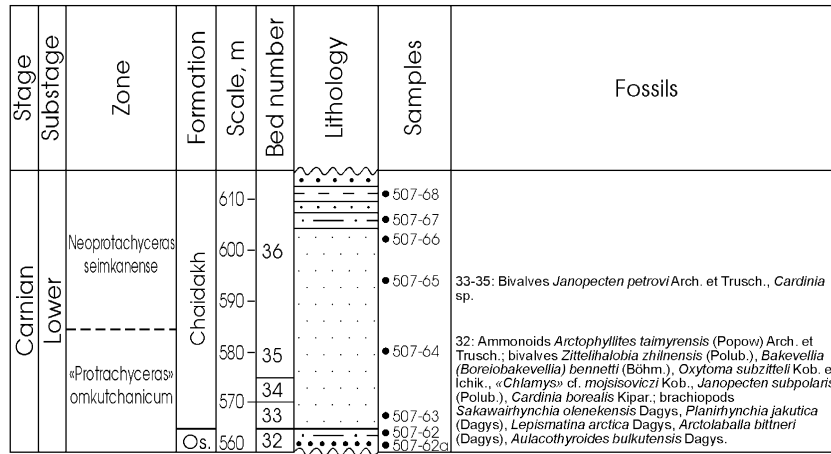 Stage
Substage
Zone
Formation
Scale, m
Bed number
Lithology
Samples
Fossils
Carnian
Lower
Neoprotachyceras
seimkanense
«Protrachyceras»
omkutchanicum
Chaidakh
Os.
610
600
590
580
570
560
36
35
34
33
32
507-68
507-67
507-66
507-65
507-64
507-63
507-62
507-62a
33-35: Bivalves Janopecten petrovi Arch. et Trusch., Cardinia
sp.
32: Ammonoids Arctophyllites taimyrensis (Popow) Arch. et
Trusch.; bivalves Zittelihalobia zhilnensis (Polub.), Bakevellia
(Boreiobakevellia) bennetti (Böhm.), Oxytoma subzitteli Kob. e
Ichik., «Chlamys» cf. mojsisoviczi Kob., Janopecten subpolaris
(Polub.), Cardinia borealis Kipar.; brachiopods
Sakawairhynchia olenekensis Dagys, Planirhynchia jakutica
(Dagys), Lepismatina arctica Dagys, Arctolaballa bittneri
(Dagys), Aulacothyroides bulkutensis Dagys.